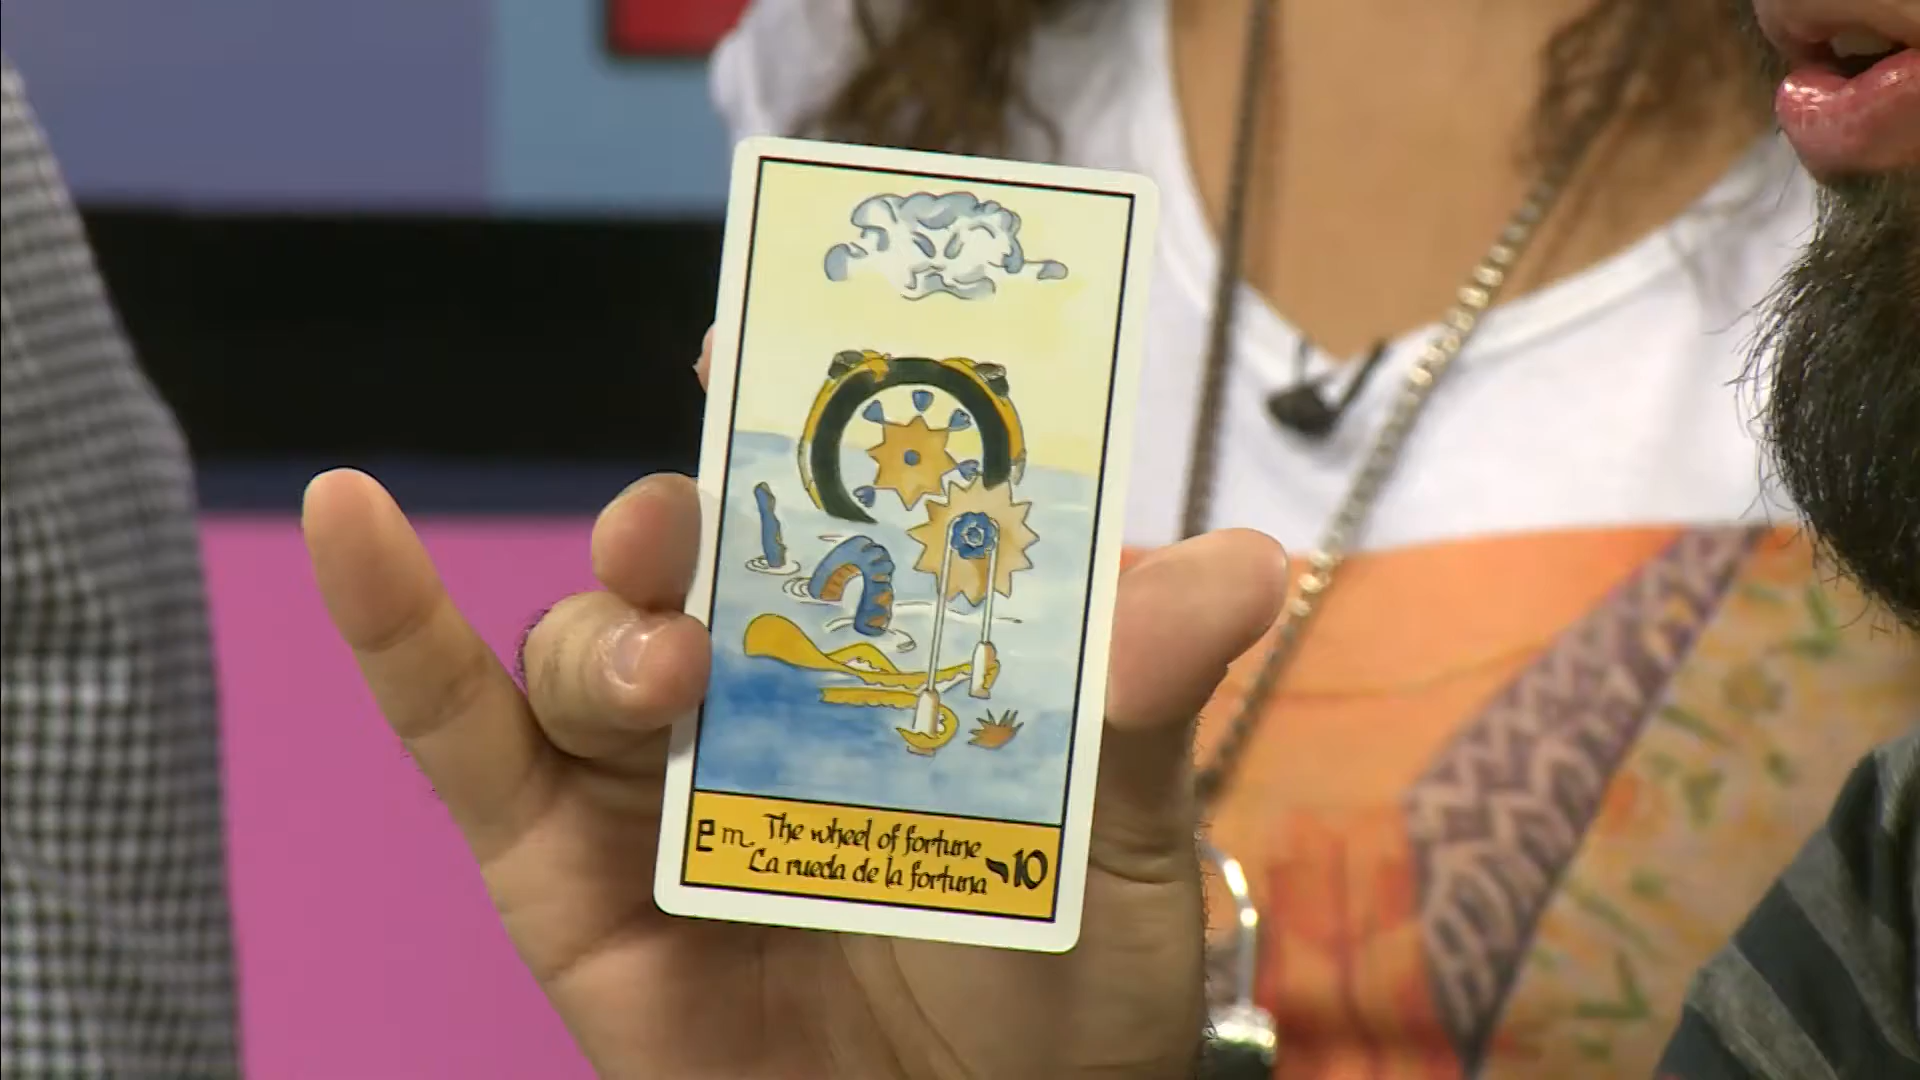 m. The wheel of fortune
La rueda de la fortuna 10